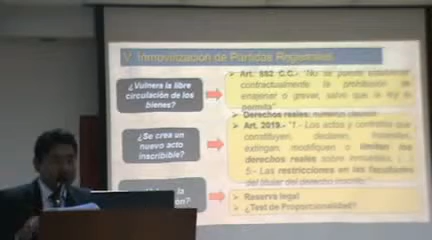 V. Inmovilización de Partidas Registrales
¿Vulnera la libre
circulación de los
bienes?
➤ Art. 882 C.C.- "No se puede establecer
contractualmente la prohibición de
enajenar o gravar, salvo que la ley lo
permita"
➤ Derechos reales: numerus clausus
¿Se crea un
nuevo acto
inscribible?
➤ Art. 2019.- "1.- Los actos y contratos que
constituyen, declaren, trasmitan,
extingan, modifiquen o limiten los
derechos reales sobre inmuebles, (...)
5.- Las restricciones en las facultades
del titular del derecho inscrito"
la
➤ Reserva legal
➤ ¿Test de Proporcionalidad?